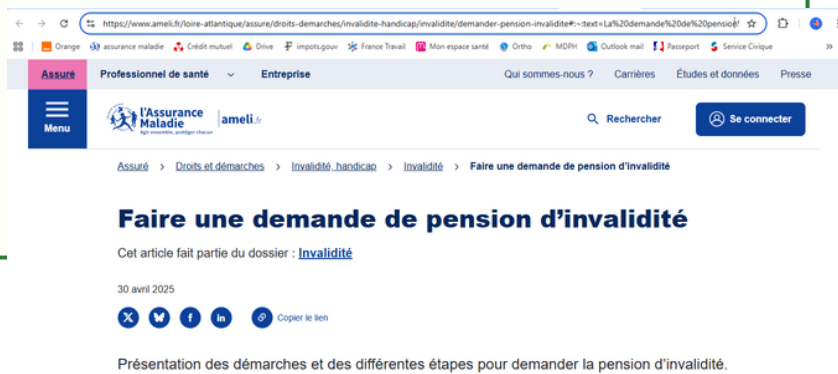 https://www.ameli.fr/loire-atlantique/assure/droits-demarches/invalidite-handicap/invalidite/demander-pension-invalidite#:~:text=La%20demande%20de%20pension
Orange assurance maladie Crédit mutuel Drive impots.gouv France Travail Mon espace santé Ortho MDPH Outlook mail Passeport Service Civique »
Assuré Professionnel de santé Entreprise Qui sommes-nous ? Carrières Études et données Presse
Menu
l'Assurance
Maladie
Agir ensemble, protéger chacun
ameli.fr
Rechercher
Se connecter
Assuré > Droits et démarches > Invalidité, handicap > Invalidité > Faire une demande de pension d'invalidité
Faire une demande de pension d'invalidité
Cet article fait partie du dossier : Invalidité
30 avril 2025
Copier le lien
Présentation des démarches et des différentes étapes pour demander la pension d'invalidité.